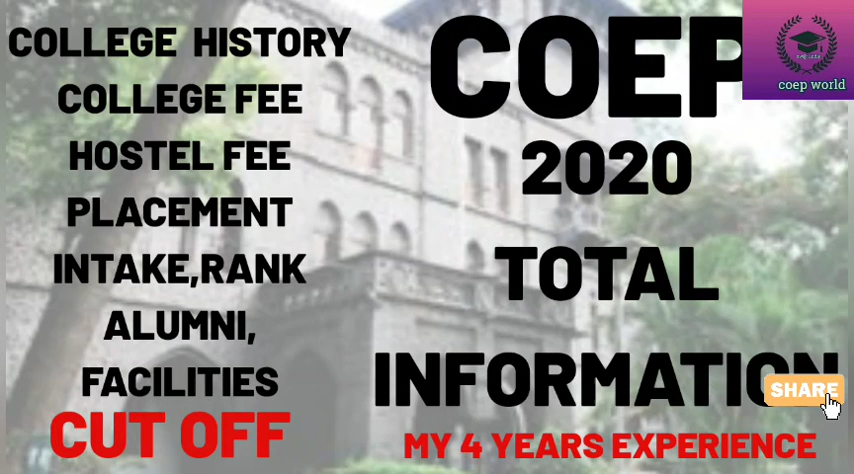 COLLEGE HISTORY
COLLEGE FEE
HOSTEL FEE
PLACEMENT
INTAKE,RANK
ALUMNI,
FACILITIES
CUT OFF
COEP
2020
TOTAL
INFORMATION
MY 4 YEARS EXPERIENCE
coep world
SHARE